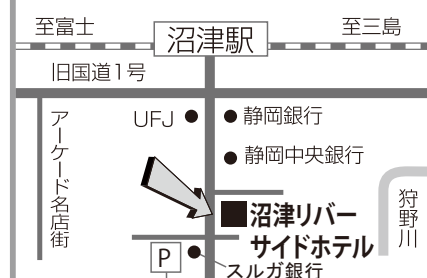 至富士
至三島
沼津駅
旧国道1号
アーケード名店街
UFJ
静岡銀行
静岡中央銀行
狩野川
沼津リバー
サイドホテル
P
スルガ銀行